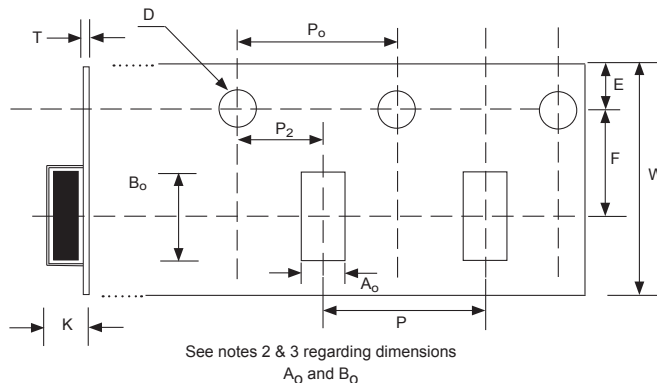 D
T
Po
E
P2
F
W
Bo
Ao
K
P
See notes 2 & 3 regarding dimensions
Ao and Bo